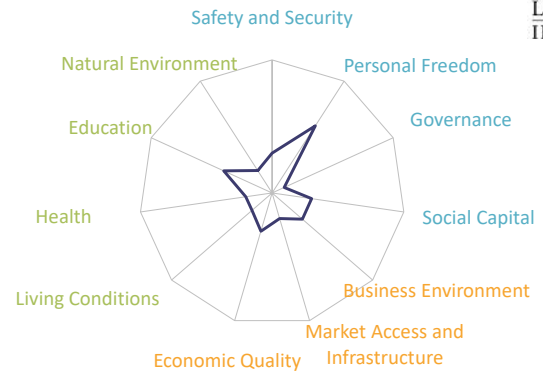 Safety and Security
Natural Environment
Personal Freedom
Education
Governance
Health
Social Capital
Living Conditions
Business Environment
Market Access and
Infrastructure
Economic Quality